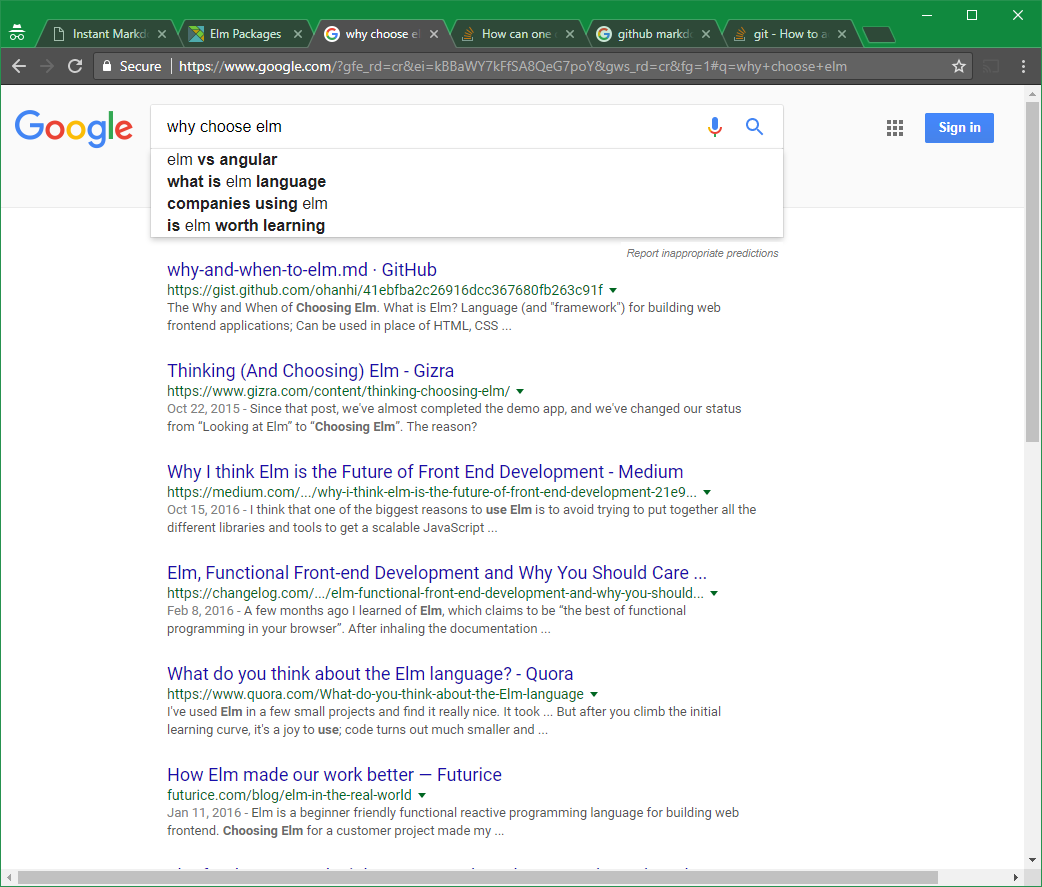 Instant Markd
Elm Packages
why choose el
How can one
github markdo
git - How to a
Secure
https://www.google.com/?gfe_rd=cr&ei=kBBaWY7kFfSA8QeG7poY&gws_rd=cr&fg=1#q=why+choose+elm
Google
why choose elm
Sign in
elm vs angular
what is elm language
companies using elm
is elm worth learning
Report inappropriate predictions
why-and-when-to-elm.md · GitHub
https://gist.github.com/ohanhi/41ebfba2c26916dcc367680fb263c91f
The Why and When of Choosing Elm. What is Elm? Language (and "framework") for building web
frontend applications; Can be used in place of HTML, CSS ...
Thinking (And Choosing) Elm - Gizra
https://www.gizra.com/content/thinking-choosing-elm/
Oct 22, 2015 - Since that post, we've almost completed the demo app, and we've changed our status
from “Looking at Elm” to “Choosing Elm”. The reason?
Why I think Elm is the Future of Front End Development - Medium
https://medium.com/.../why-i-think-elm-is-the-future-of-front-end-development-21e9...
Oct 15, 2016 - I think that one of the biggest reasons to use Elm is to avoid trying to put together all the
different libraries and tools to get a scalable JavaScript ...
Elm, Functional Front-end Development and Why You Should Care ...
https://changelog.com/.../elm-functional-front-end-development-and-why-you-should...
Feb 8, 2016 - A few months ago I learned of Elm, which claims to be “the best of functional
programming in your browser”. After inhaling the documentation ...
What do you think about the Elm language? - Quora
https://www.quora.com/What-do-you-think-about-the-Elm-language
I've used Elm in a few small projects and find it really nice. It took ... But after you climb the initial
learning curve, it's a joy to use; code turns out much smaller and ...
How Elm made our work better — Futurice
futurice.com/blog/elm-in-the-real-world
Jan 11, 2016 - Elm is a beginner friendly functional reactive programming language for building web
frontend. Choosing Elm for a customer project made my ...